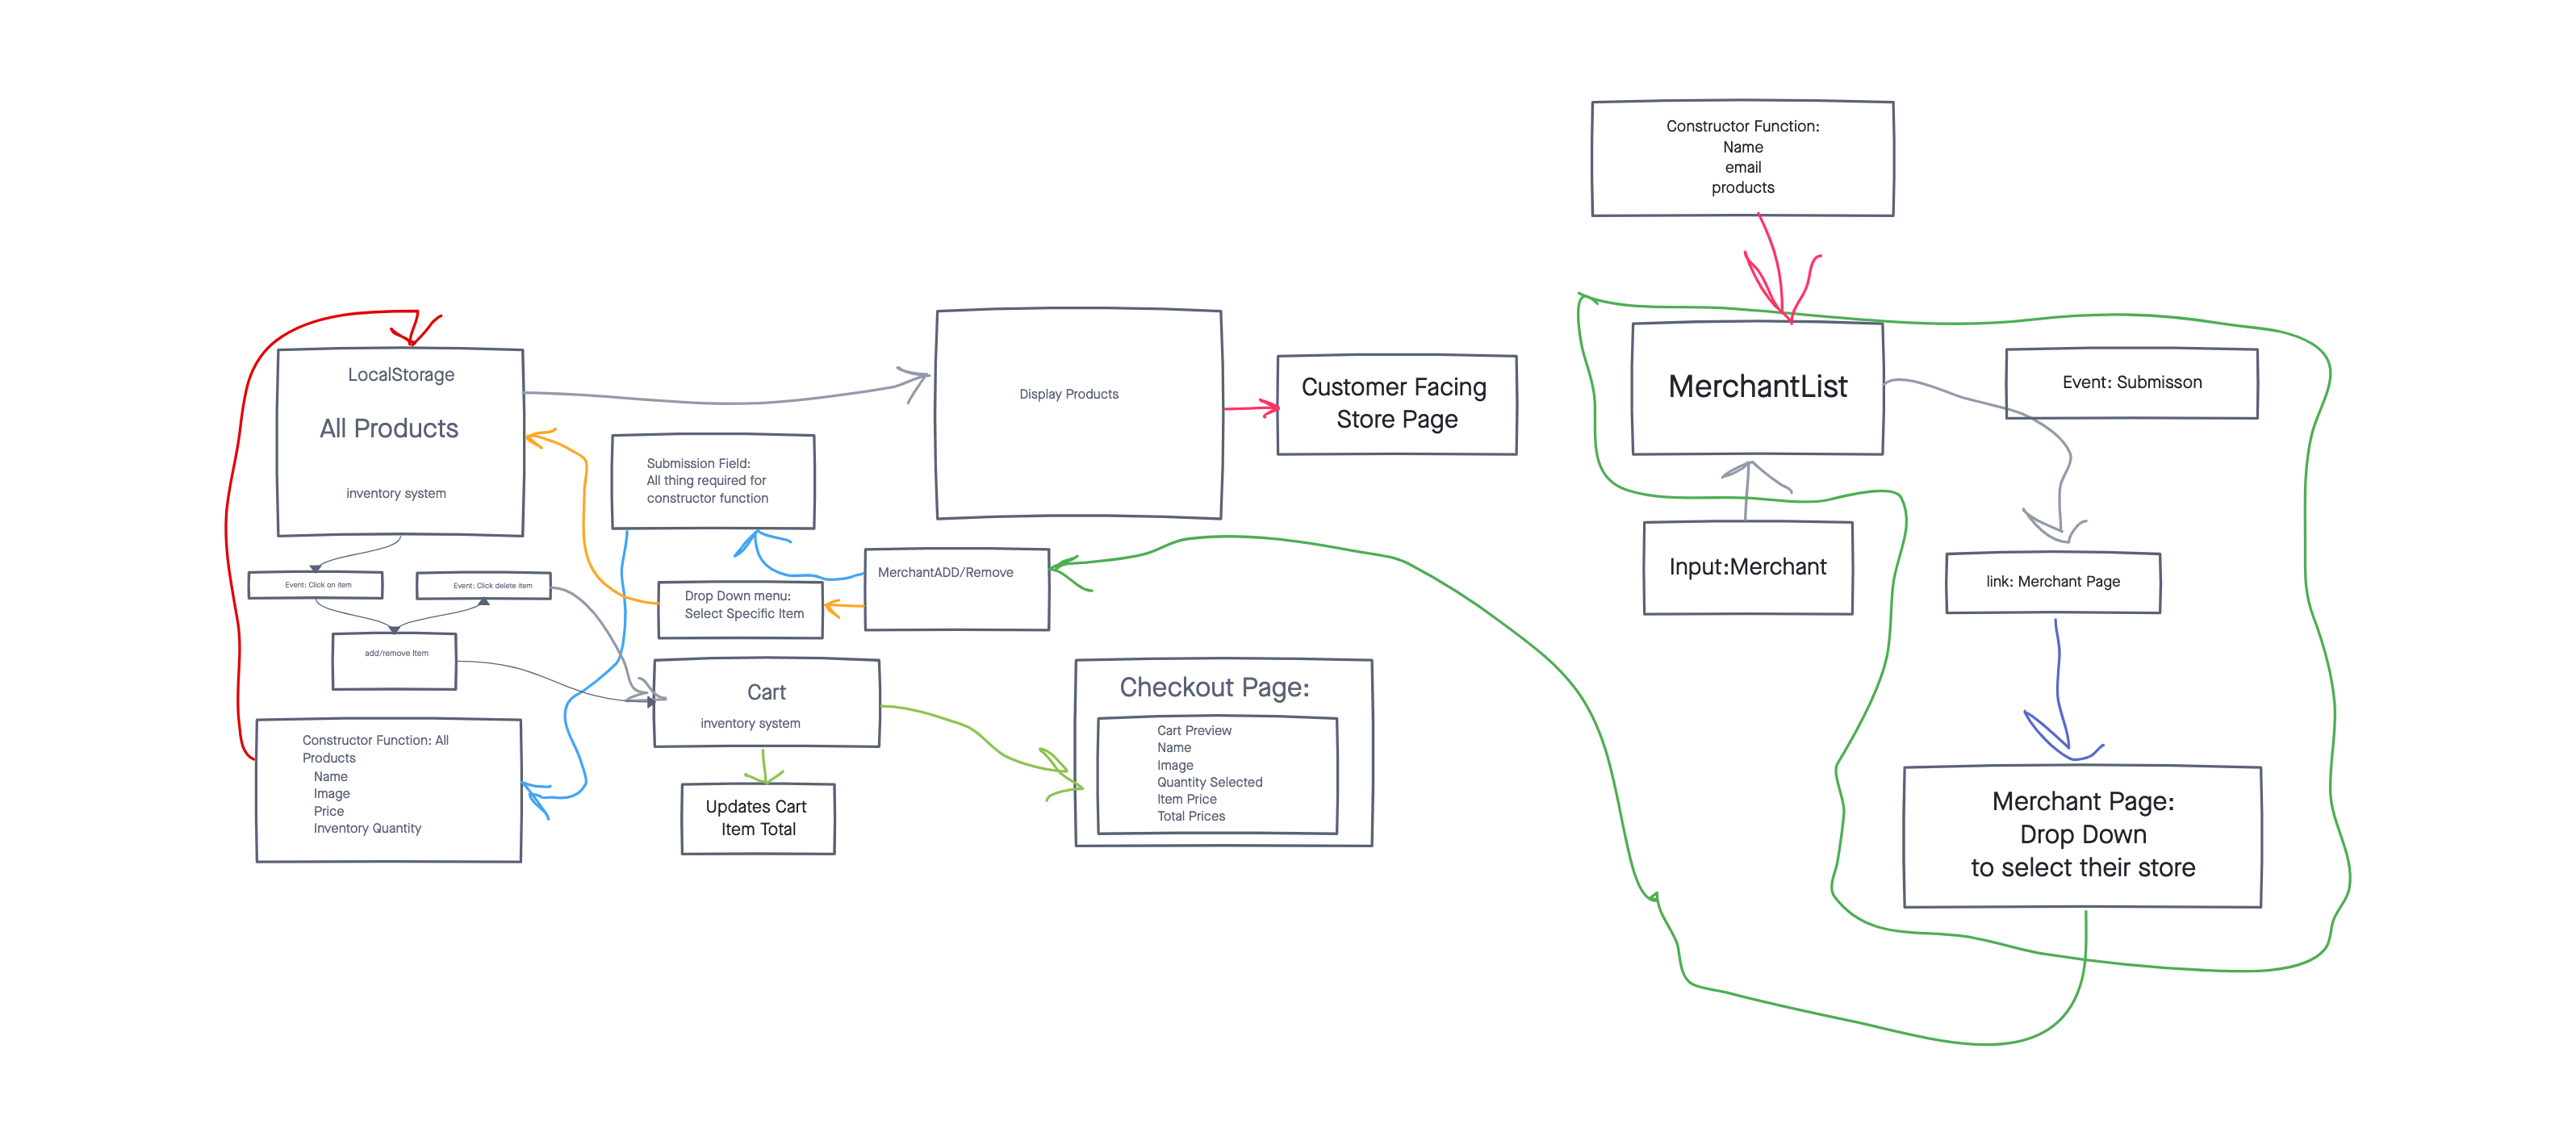 Constructor Function:
Name
email
products
LocalStorage
All Products
inventory system
Display Products
Customer Facing
Store Page
MerchantList
Event: Submisson
Submission Field:
All thing required for
constructor function
Input:Merchant
link: Merchant Page
Event: Click on item
Event: Click delete item
MerchantADD/Remove
Drop Down menu:
Select Specific Item
add/remove Item
Cart
inventory system
Checkout Page:
Cart Preview
Name
Image
Quantity Selected
Item Price
Total Prices
Constructor Function: All
Products
Name
Image
Price
Inventory Quantity
Updates Cart
Item Total
Merchant Page:
Drop Down
to select their store